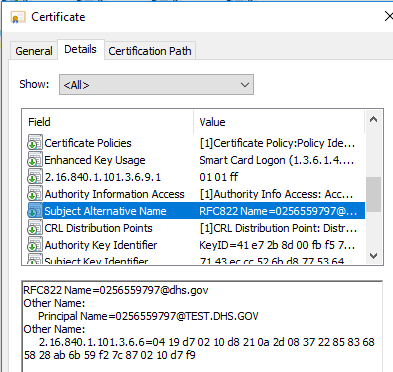 Certificate
General Details Certification Path
Show: <All>
Field Value
Certificate Policies [1]Certificate Policy:Policy Ide...
Enhanced Key Usage Smart Card Logon (1.3.6.1.4....
2.16.840.1.101.3.6.9.1 01 01 ff
Authority Information Access [1]Authority Info Access: Acc...
Subject Alternative Name RFC822 Name=0256559797@...
CRL Distribution Points [1]CRL Distribution Point: Distr...
Authority Key Identifier KeyID=41 e7 2b 8d 00 fb f5 7...
Subject Key Identifier 71 43 ec cc 52 6b d8 77 53 64
RFC822 Name=0256559797@dhs.gov
Other Name:
Principal Name=0256559797@TEST.DHS.GOV
Other Name:
2.16.840.1.101.3.6.6=04 19 d7 02 10 d8 21 0a 2d 08 37 22 85 83 68
58 28 ab 6b 59 f2 7c 87 02 10 d7 f9